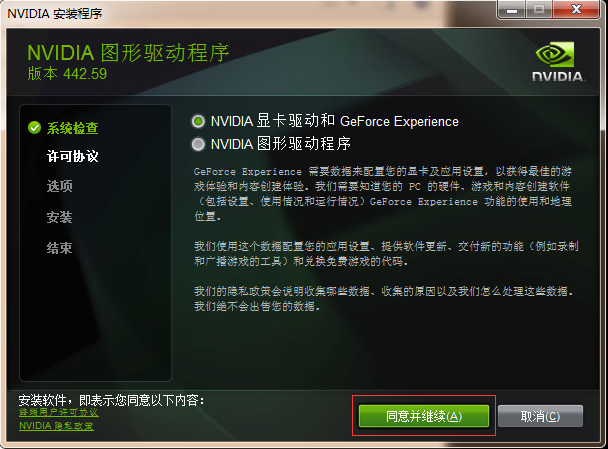 NVIDIA 安装程序
NVIDIA 图形驱动程序
版本 442.59
NVIDIA
系统检查
许可协议
选项
安装
结束
NVIDIA 显卡驱动和 GeForce Experience
NVIDIA 图形驱动程序
GeForce Experience 需要数据来配置您的显卡及应用设置，以获得最佳的游
戏体验和内容创建体验。我们需要知道您的 PC 的硬件、游戏和内容创建软件
（包括设置、使用情况和运行情况）GeForce Experience 功能的使用和地理
位置。
我们使用这个数据配置您的应用设置、提供软件更新、交付新的功能（例如录制
和广播游戏的工具）和兑换免费游戏的代码。
我们的隐私政策会说明收集哪些数据、收集的原因以及我们怎么处理这些数据。
我们绝不会出售您的数据。
安装软件，即表示您同意以下内容：
终端用户许可协议
NVIDIA 隐私政策
同意并继续(A)
取消(C)